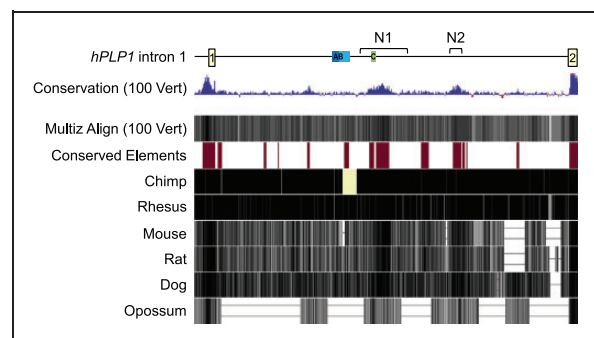 N1 N2
hPLP1 intron 1 1 AB C 2
Conservation (100 Vert)
Multiz Align (100 Vert)
Conserved Elements
Chimp
Rhesus
Mouse
Rat
Dog
Opossum